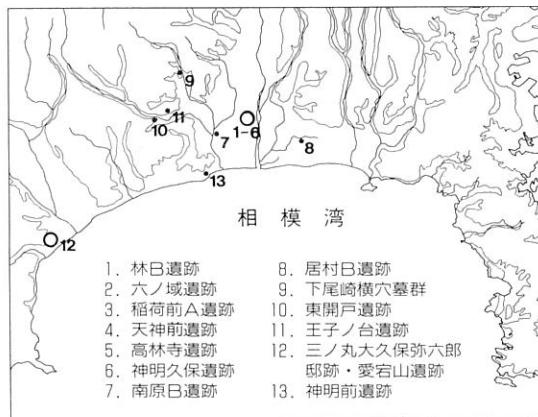 9
11
10
1-6
7
8
13
12
相模湾
1. 林B遺跡
2. 六ノ域遺跡
3. 稲荷前A遺跡
4. 天神前遺跡
5. 高林寺遺跡
6. 神明久保遺跡
7. 南原B遺跡
8. 居村B遺跡
9. 下尾崎横穴墓群
10. 東開戸遺跡
11. 王子ノ台遺跡
12. 三ノ丸大久保弥六郎
邸跡・愛宕山遺跡
13. 神明前遺跡